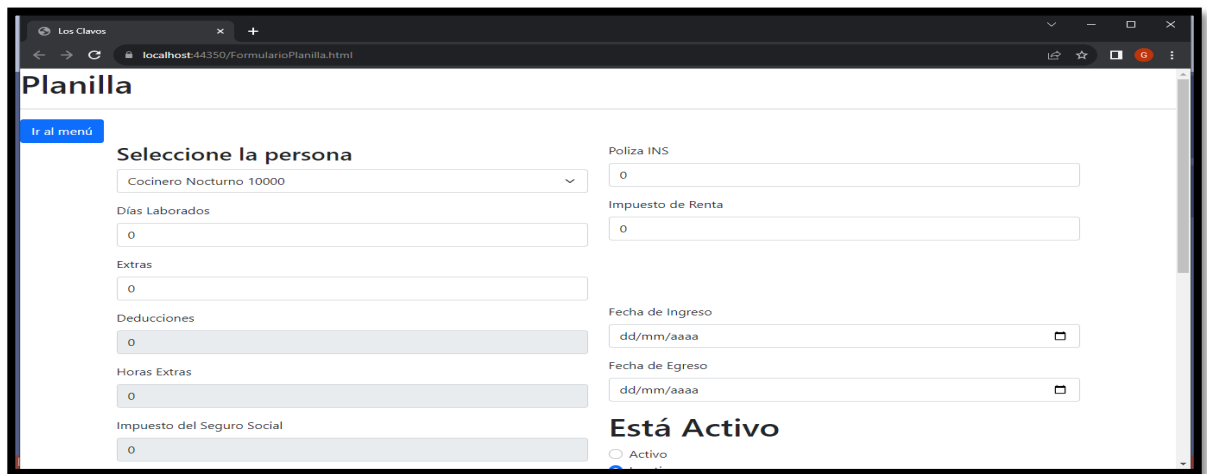 Los Clavos
localhost:44350/FormularioPlanilla.html
G
Planilla
Ir al menú
Seleccione la persona
Cocinero Nocturno 10000
Días Laborados
0
Extras
0
Deducciones
0
Horas Extras
0
Impuesto del Seguro Social
0
Poliza INS
0
Impuesto de Renta
0
Fecha de Ingreso
dd/mm/aaaa
Fecha de Egreso
dd/mm/aaaa
Está Activo
Activo